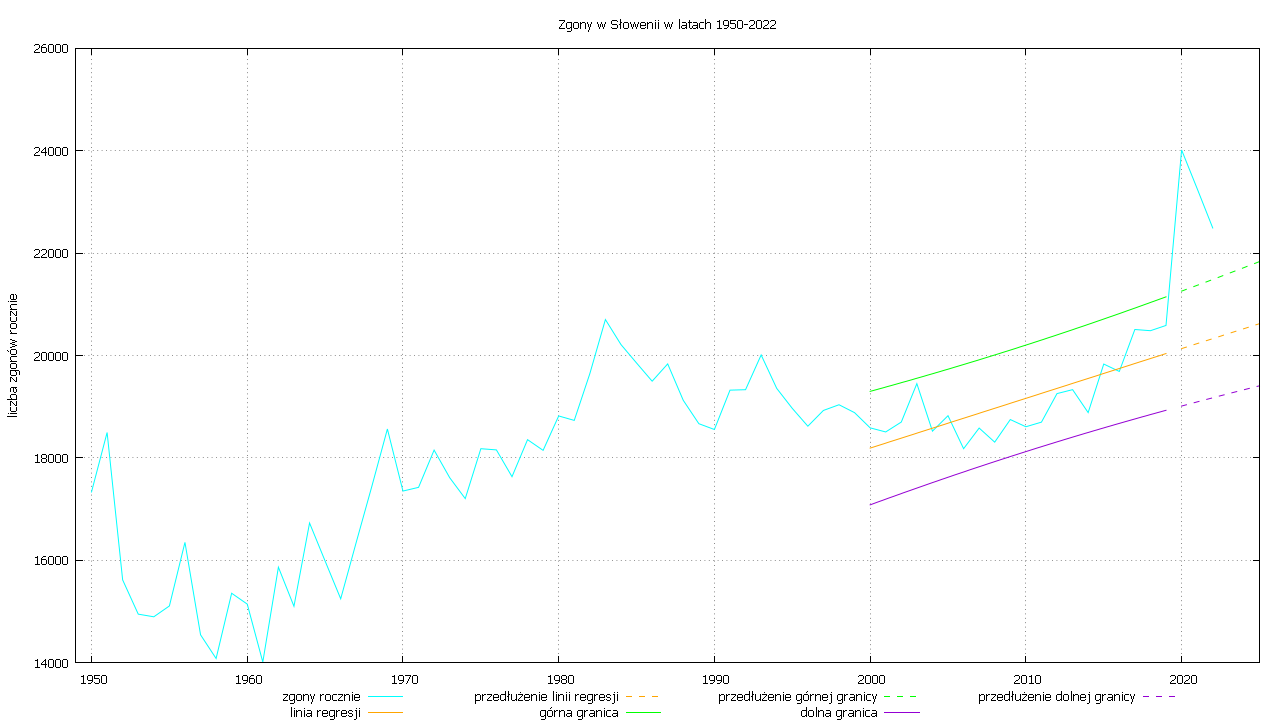 Zgony w Słowenii w latach 1950-2022
26000
24000
22000
20000
18000
16000
14000
liczba zgonów rocznie
1950 1960 1970 1980 1990 2000 2010 2020
zgony rocznie przedłużenie linii regresji przedłużenie górnej granicy przedłużenie dolnej granicy
linia regresji górna granica dolna granica